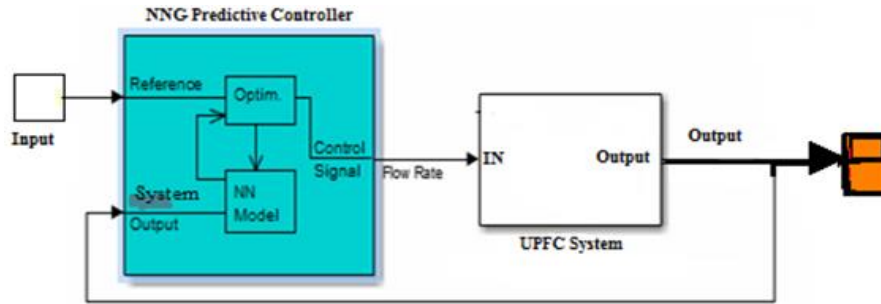 NNG Predictive Controller
Reference
Optim.
Input
Control
Signal
System
Output
NN
Model
Flow Rate
IN
Output
UPFC System
Output